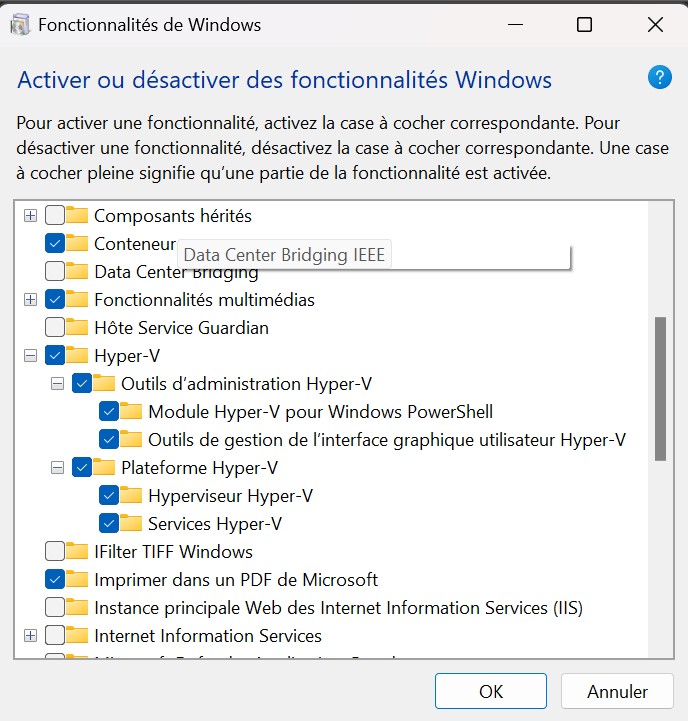 Fonctionnalités de Windows
Activer ou désactiver des fonctionnalités Windows
?
Pour activer une fonctionnalité, activez la case à cocher correspondante. Pour
désactiver une fonctionnalité, désactivez la case à cocher correspondante. Une case
à cocher pleine signifie qu'une partie de la fonctionnalité est activée.
Composants hérités
Conteneur
Data Center Bridging IEEE
Data Center Bridging
Fonctionnalités multimédias
Hôte Service Guardian
Hyper-V
Outils d'administration Hyper-V
Module Hyper-V pour Windows PowerShell
Outils de gestion de l'interface graphique utilisateur Hyper-V
Plateforme Hyper-V
Hyperviseur Hyper-V
Services Hyper-V
IFilter TIFF Windows
Imprimer dans un PDF de Microsoft
Instance principale Web des Internet Information Services (IIS)
Internet Information Services
OK
Annuler